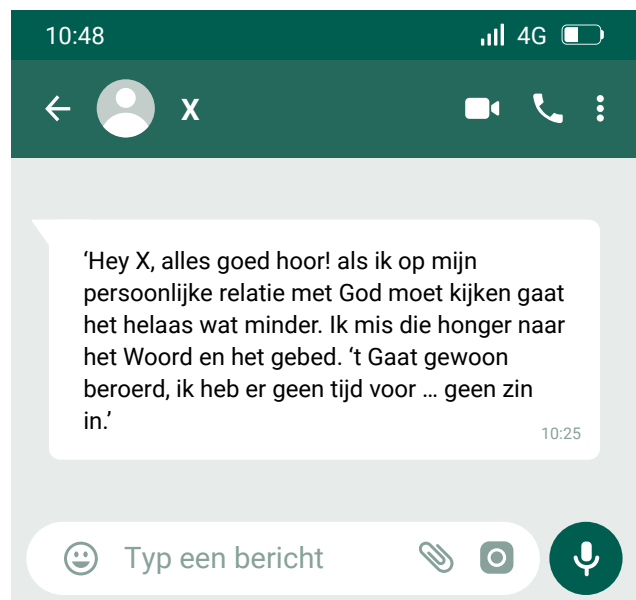 10:48 4G
X
‘Hey X, alles goed hoor! als ik op mijn
persoonlijke relatie met God moet kijken gaat
het helaas wat minder. Ik mis die honger naar
het Woord en het gebed. ‘t Gaat gewoon
beroerd, ik heb er geen tijd voor ... geen zin
in.’
10:25
Typ een bericht